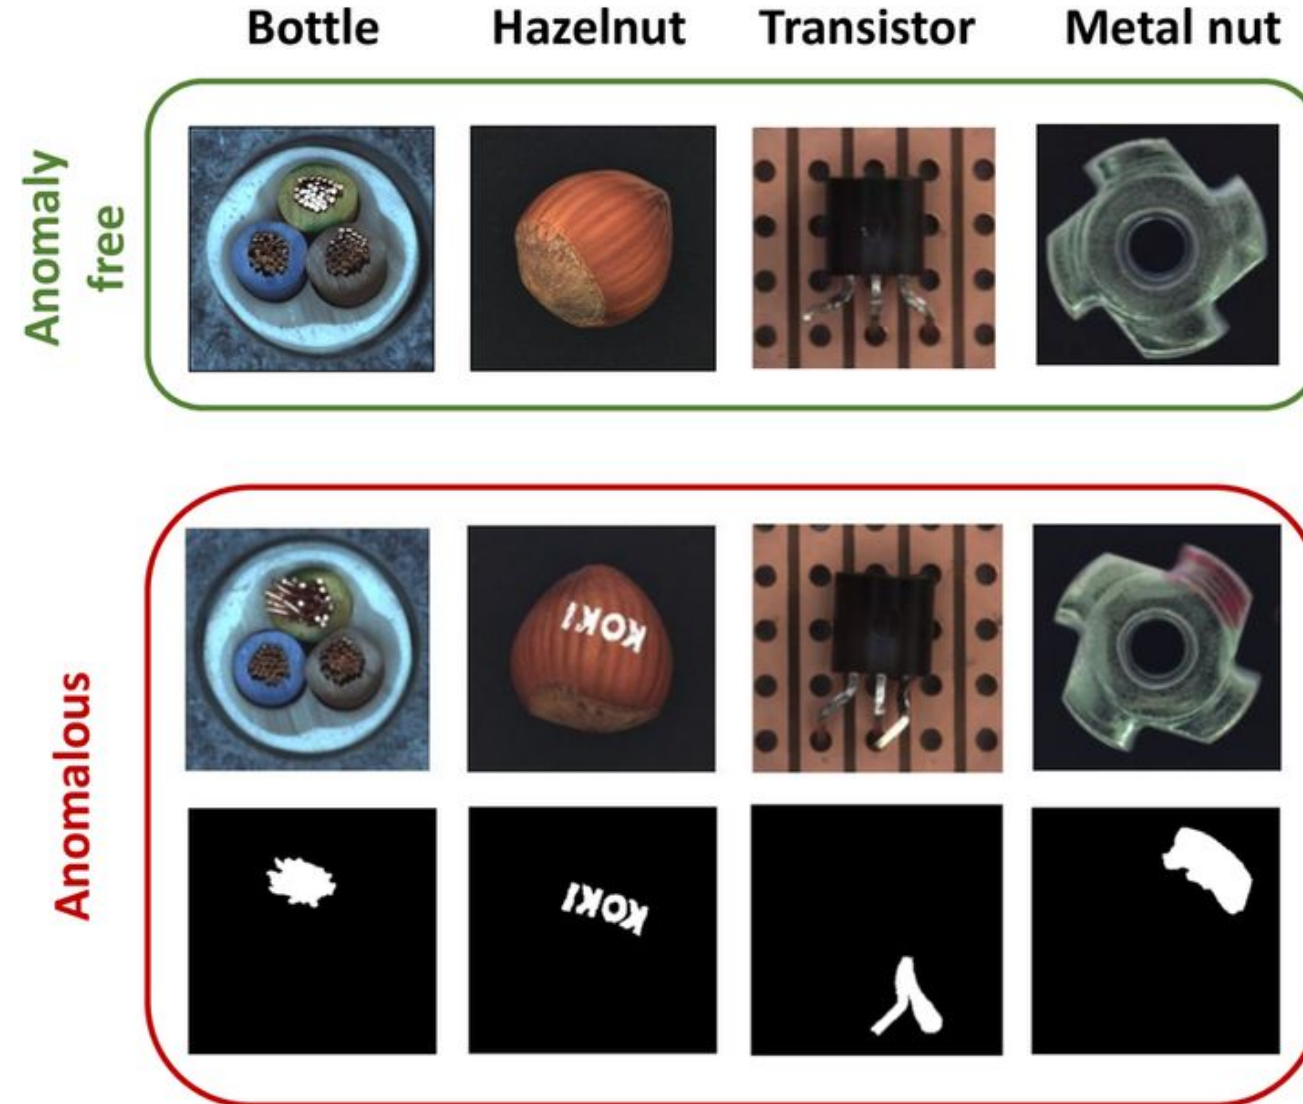 Bottle Hazelnut Transistor Metal nut
Anomaly
free
Anomalous
KOKI
KOKI